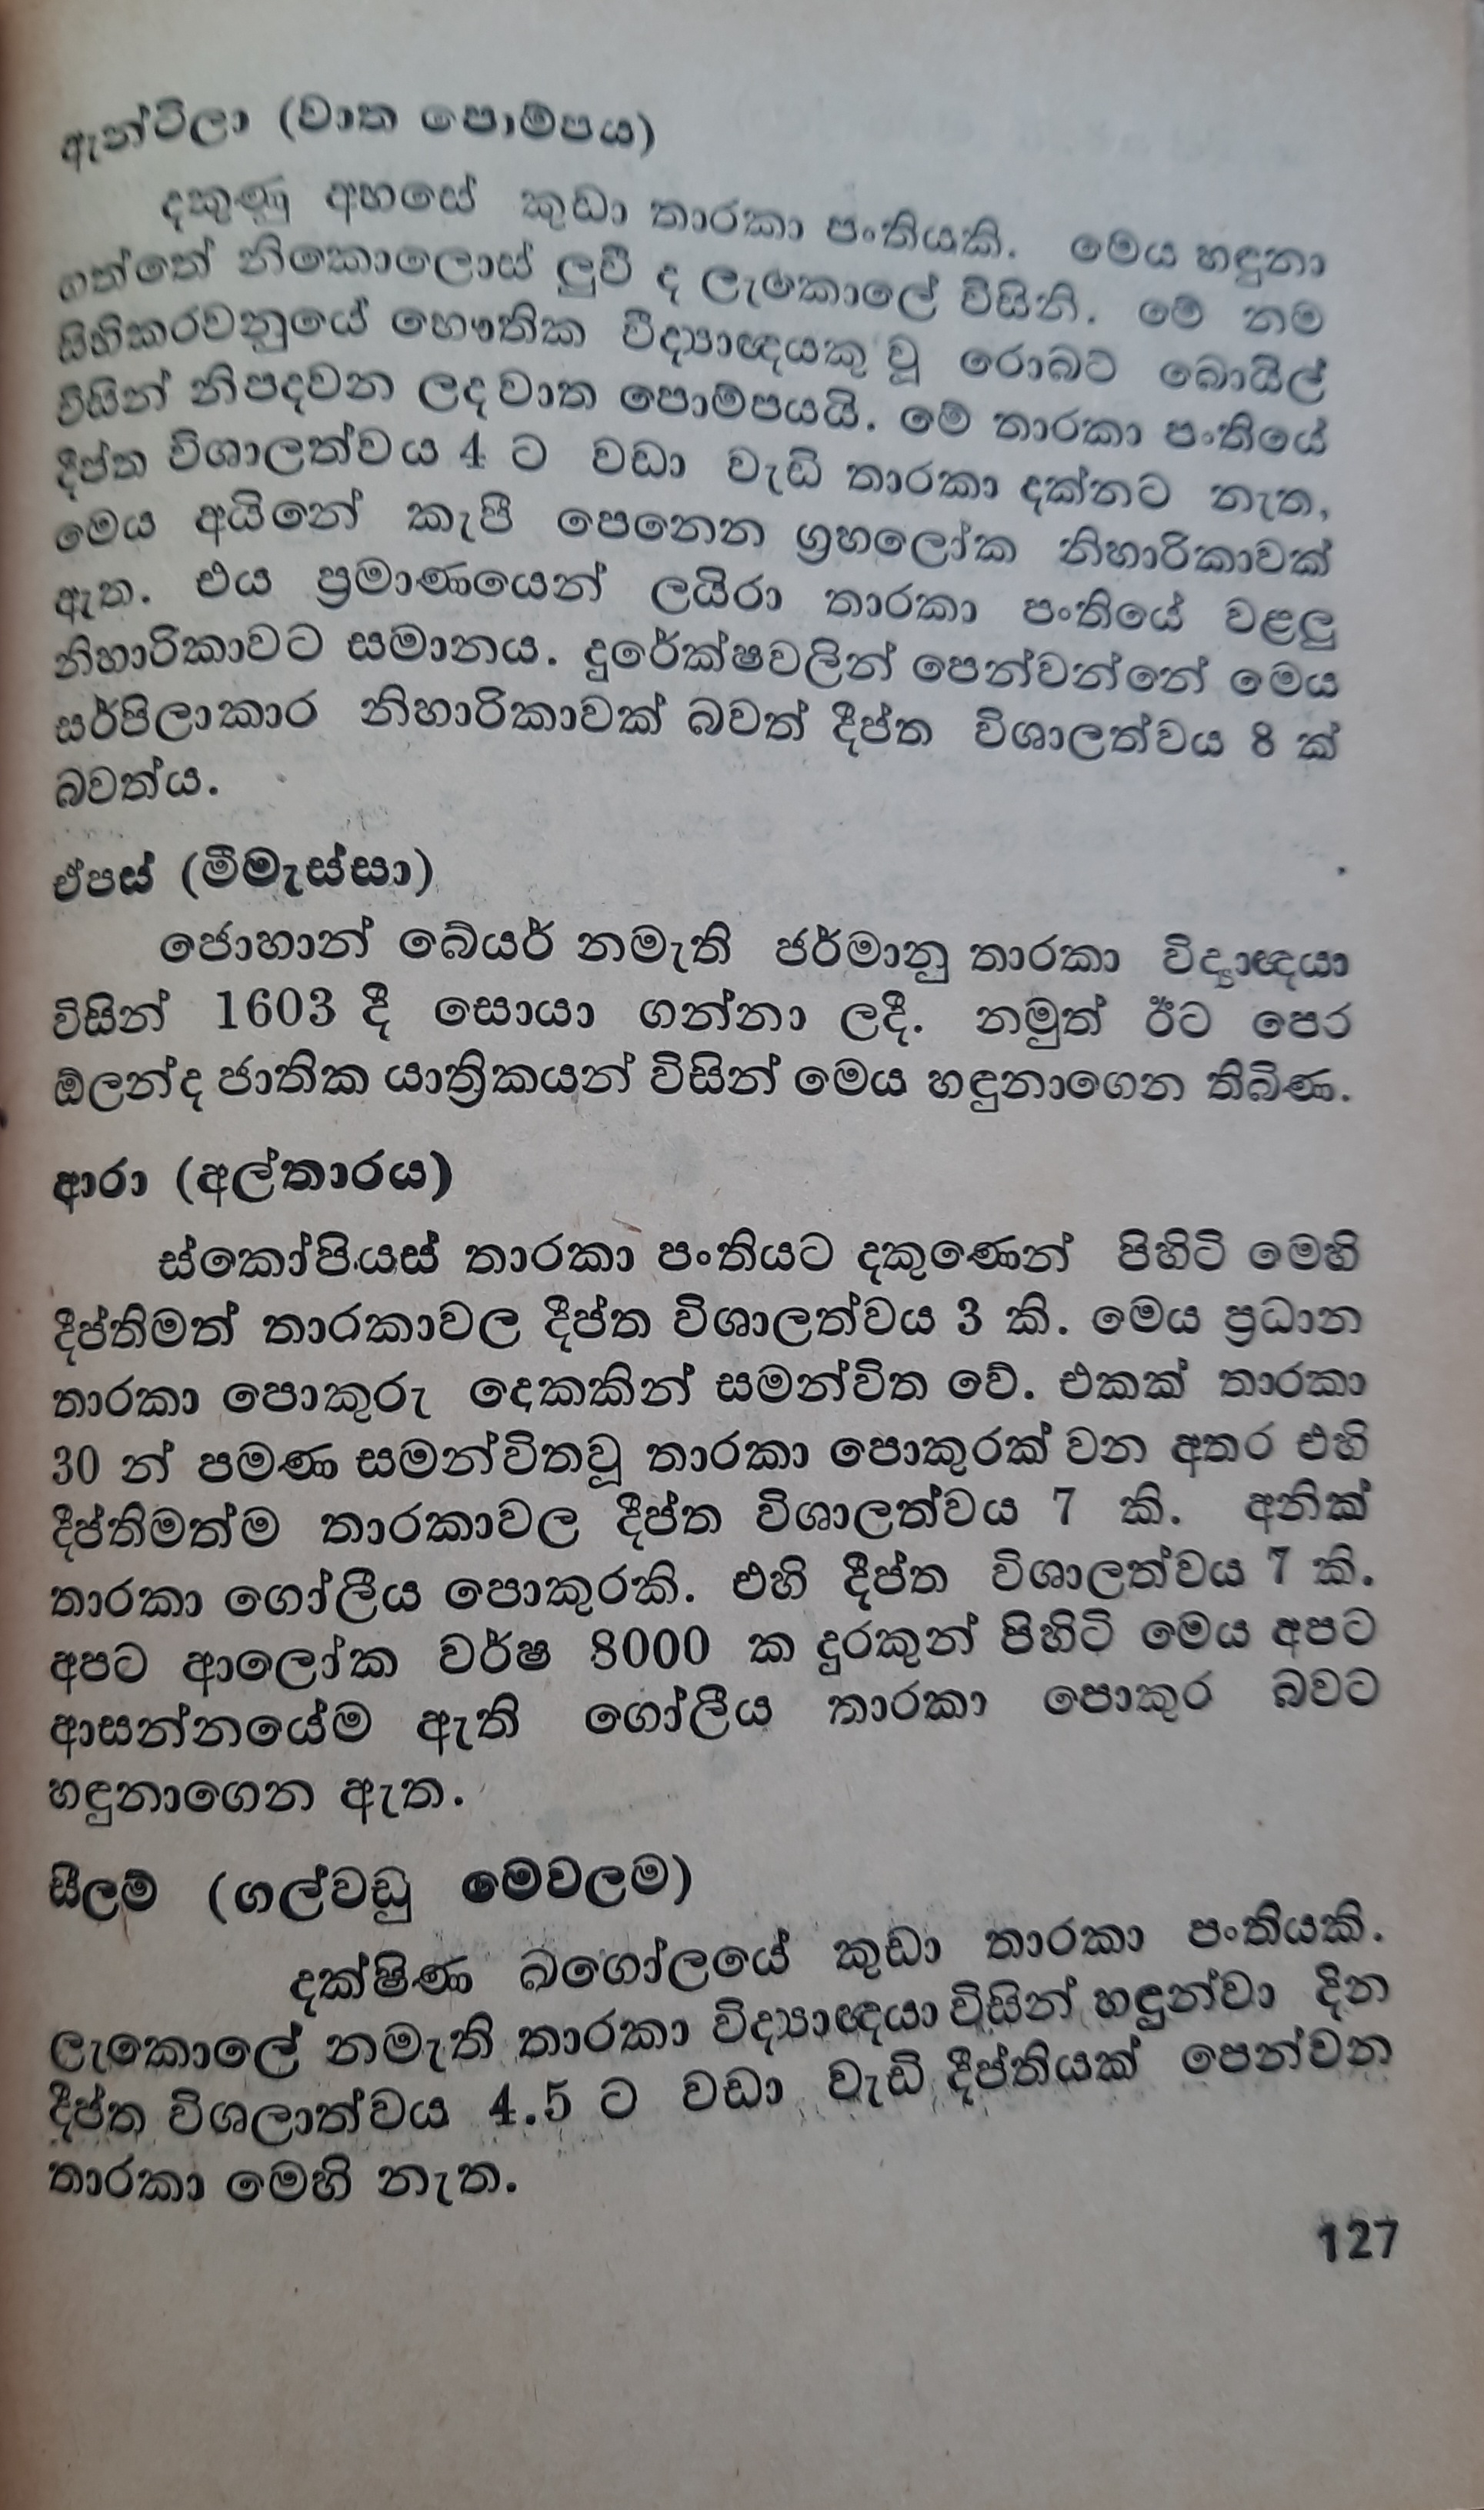 ඇන්ටිලා (වාත පොම්පය)
දකුණු අහසේ කුඩා තාරකා පංතියකි. මෙය හඳුනා
ගත්තේ නිකොලොස් ලුවී ද ලැකොලේ විසිනි. මේ නම
සිහිකරවනුයේ භෞතික විද්‍යාඥයකු වූ රොබට් බොයිල්
විසින් නිපදවන ලද වාත පොම්පයයි. මේ තාරකා පංතියේ
දීප්ත විශාලත්වය 4 ට වඩා වැඩි තාරකා දක්නට නැත,
මෙය අයිනේ කැපී පෙනෙන ග්‍රහලෝක නිහාරිකාවක්
ඇත. එය ප්‍රමාණයෙන් ලයිරා තාරකා පංතියේ වළලු
නිහාරිකාවට සමානය. දුරේක්ෂවලින් පෙන්වන්නේ මෙය
සර්පිලාකාර නිහාරිකාවක් බවත් දීප්ත විශාලත්වය 8 ක්
බවත්ය.
ඒපස් (මීමැස්සා)
ජොහාන් බේයර් නමැති ජර්මානු තාරකා විද්‍යාඥයා
විසින් 1603 දී සොයා ගන්නා ලදී. නමුත් ඊට පෙර
ඕලන්ද ජාතික යාත්‍රිකයන් විසින් මෙය හඳුනාගෙන තිබිණ.
ආරා (අල්තාරය)
ස්කෝපියස් තාරකා පංතියට දකුණෙන් පිහිටි මෙහි
දීප්තිමත් තාරකාවල දීප්ත විශාලත්වය 3 කි. මෙය ප්‍රධාන
තාරකා පොකුරු දෙකකින් සමන්විත වේ. එකක් තාරකා
30 න් පමණ සමන්විතවූ තාරකා පොකුරක් වන අතර එහි
දීප්තිමත්ම තාරකාවල දීප්ත විශාලත්වය 7 කි. අනික්
තාරකා ගෝලීය පොකුරකි. එහි දීප්ත විශාලත්වය 7 කි.
අපට ආලෝක වර්ෂ 8000 ක දුරකුන් පිහිටි මෙය අපට
ආසන්නයේම ඇති ගෝලීය තාරකා පොකුර බවට
හඳුනාගෙන ඇත.
සීලම් (ගල්වඩු මෙවලම)
දක්ෂිණ ඛගෝලයේ කුඩා තාරකා පංතියකි.
ලැකොලේ නමැති තාරකා විද්‍යාඥයා විසින් හඳුන්වා දින
දීප්ත විශලාත්වය 4.5 ට වඩා වැඩි දීප්තියක් පෙන්වන
තාරකා මෙහි නැත.
127